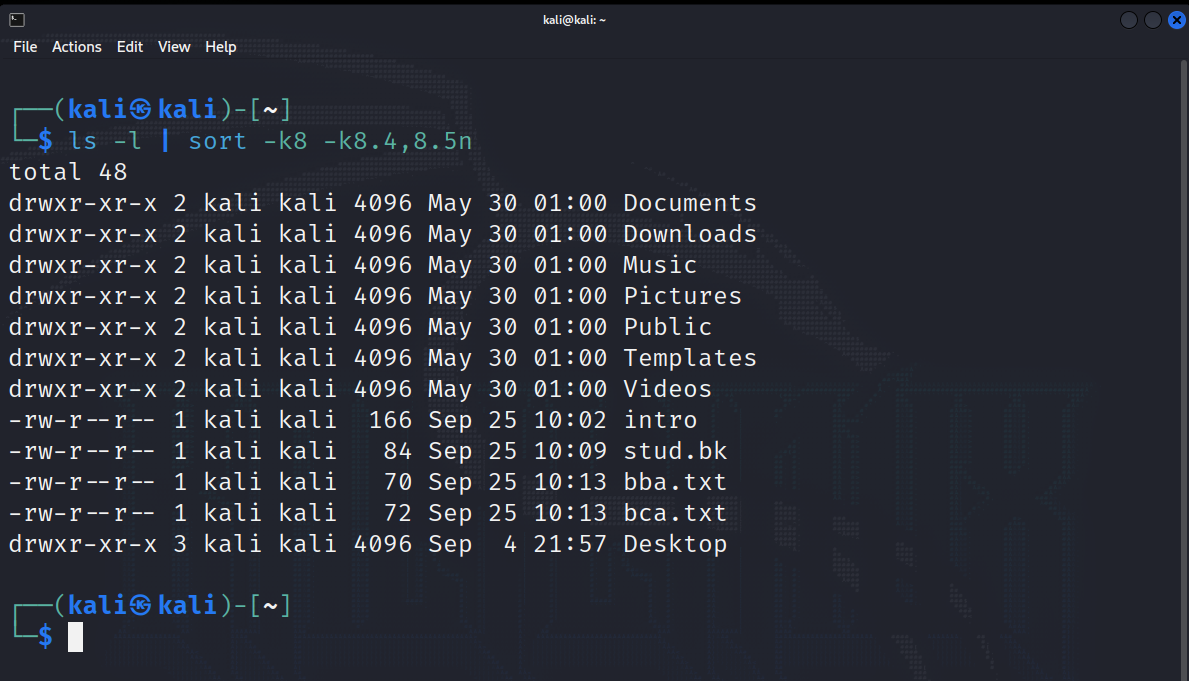 kali@kali: ~
File Actions Edit View Help
┌──(kali㉿kali)-[~]
└─$ ls -l | sort -k8 -k8.4,8.5n
total 48
drwxr-xr-x 2 kali kali 4096 May 30 01:00 Documents
drwxr-xr-x 2 kali kali 4096 May 30 01:00 Downloads
drwxr-xr-x 2 kali kali 4096 May 30 01:00 Music
drwxr-xr-x 2 kali kali 4096 May 30 01:00 Pictures
drwxr-xr-x 2 kali kali 4096 May 30 01:00 Public
drwxr-xr-x 2 kali kali 4096 May 30 01:00 Templates
drwxr-xr-x 2 kali kali 4096 May 30 01:00 Videos
-rw-r--r-- 1 kali kali  166 Sep 25 10:02 intro
-rw-r--r-- 1 kali kali   84 Sep 25 10:09 stud.bk
-rw-r--r-- 1 kali kali   70 Sep 25 10:13 bba.txt
-rw-r--r-- 1 kali kali   72 Sep 25 10:13 bca.txt
drwxr-xr-x 3 kali kali 4096 Sep  4 21:57 Desktop
┌──(kali㉿kali)-[~]
└─$